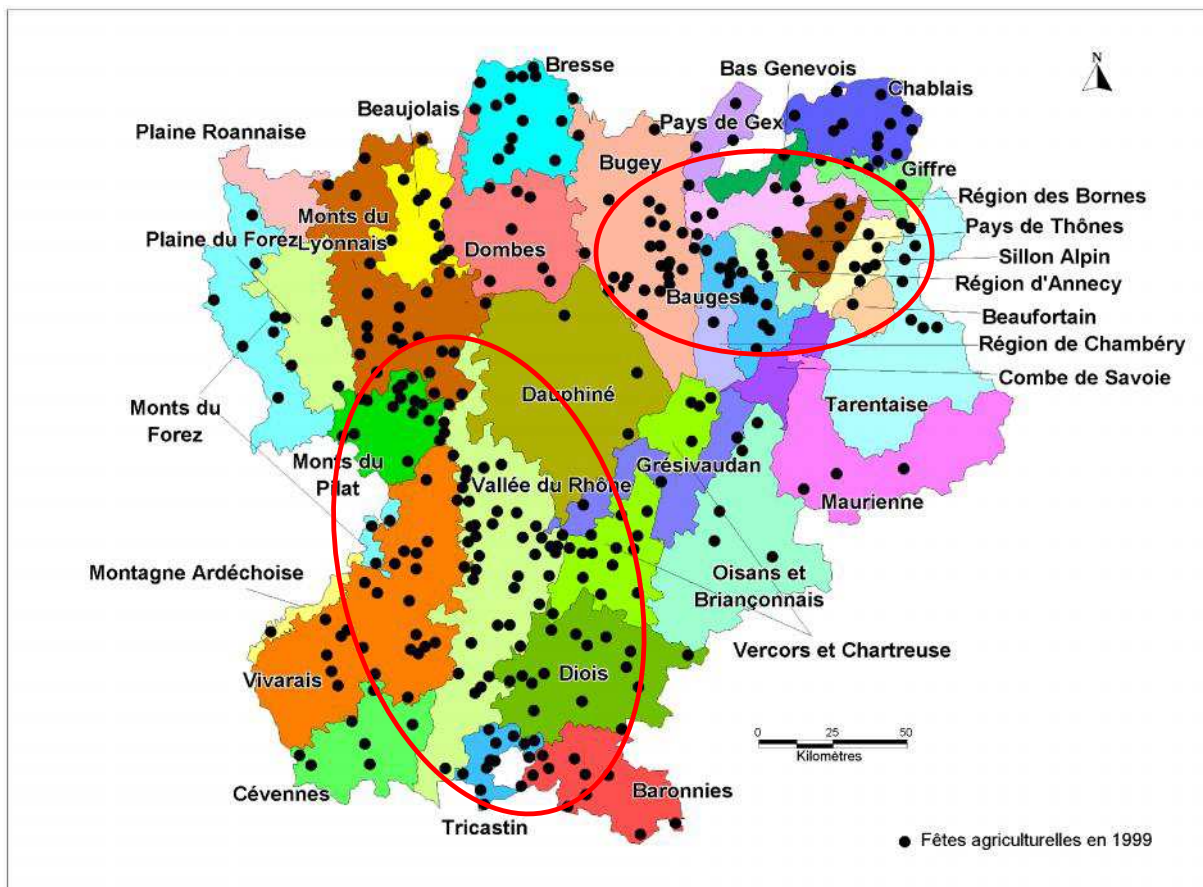 Bresse
Bas Genevois
N
Chablais
Beaujolais
Plaine Roannaise
Pays de Gex
Bugey
Giffre
Région des Bornes
Monts du
Lyonnais
Pays de Thônes
Plaine du Forez
Dombes
Sillon Alpin
Région d'Annecy
Bauges
Beaufortain
Région de Chambéry
Combe de Savoie
Dauphiné
Tarentaise
Monts du
Forez
Monts du
Pilat
Grésivaudan
Vallée du Rhône
Maurienne
Montagne Ardéchoise
Oisans et
Briançonnais
Vercors et Chartreuse
Diois
Vivarais
0 25 50
Kilomètres
Cévennes
Baronnies
Tricastin
Fêtes agriculturelles en 1999